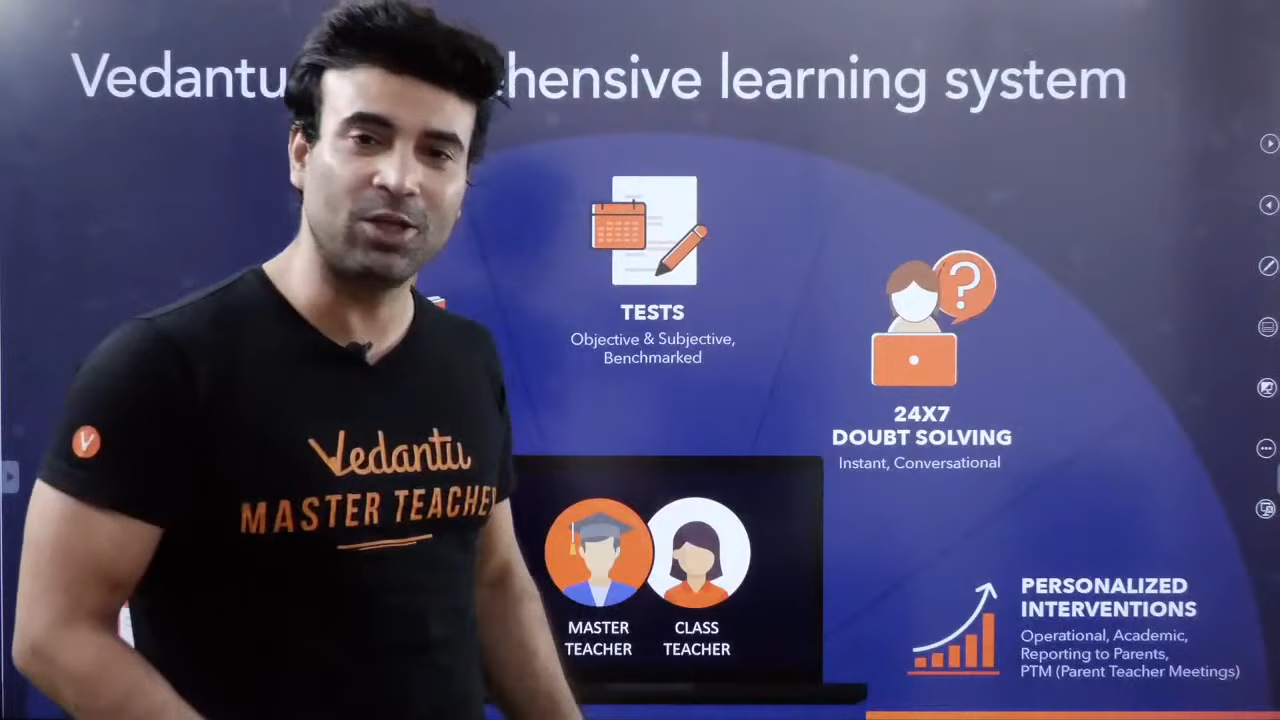 Vedantu hensive learning system
TESTS
Objective & Subjective,
Benchmarked
24X7
DOUBT SOLVING
Instant, Conversational
V
Vedantu
MASTER TEACHER
MASTER
TEACHER
CLASS
TEACHER
PERSONALIZED
INTERVENTIONS
Operational, Academic,
Reporting to Parents,
PTM (Parent Teacher Meetings)